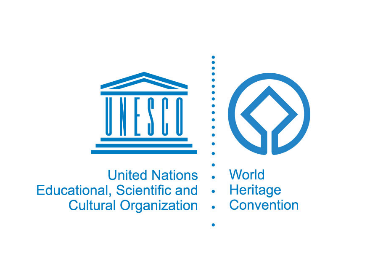 UNESCO
United Nations
Educational, Scientific and
Cultural Organization
World
Heritage
Convention